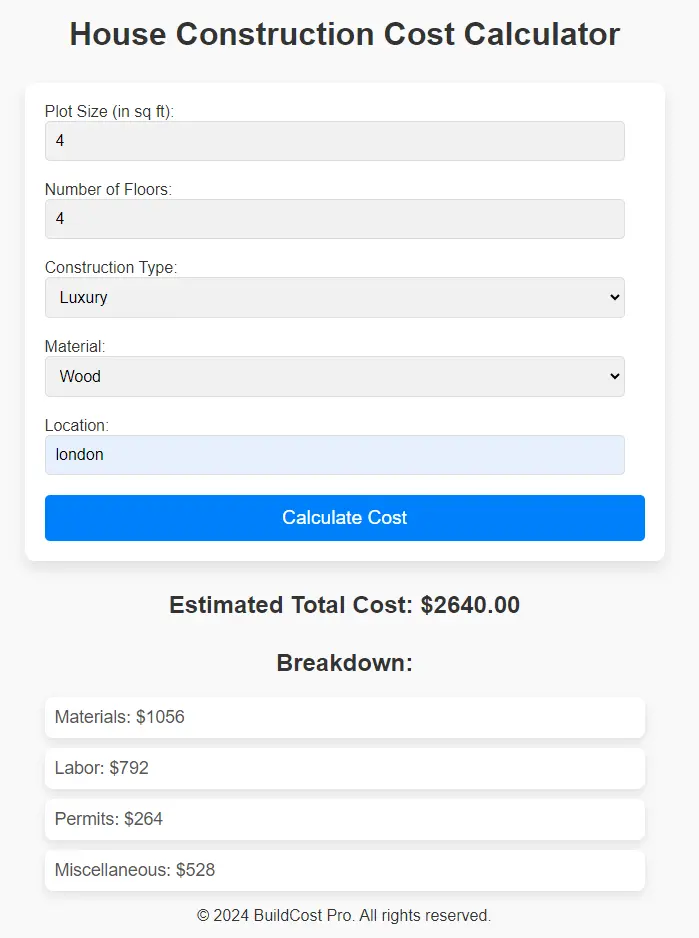 House Construction Cost Calculator
Plot Size (in sq ft):
4
Number of Floors:
4
Construction Type:
Luxury
Material:
Wood
Location:
london
Calculate Cost
Estimated Total Cost: $2640.00
Breakdown:
Materials: $1056
Labor: $792
Permits: $264
Miscellaneous: $528
© 2024 BuildCost Pro. All rights reserved.